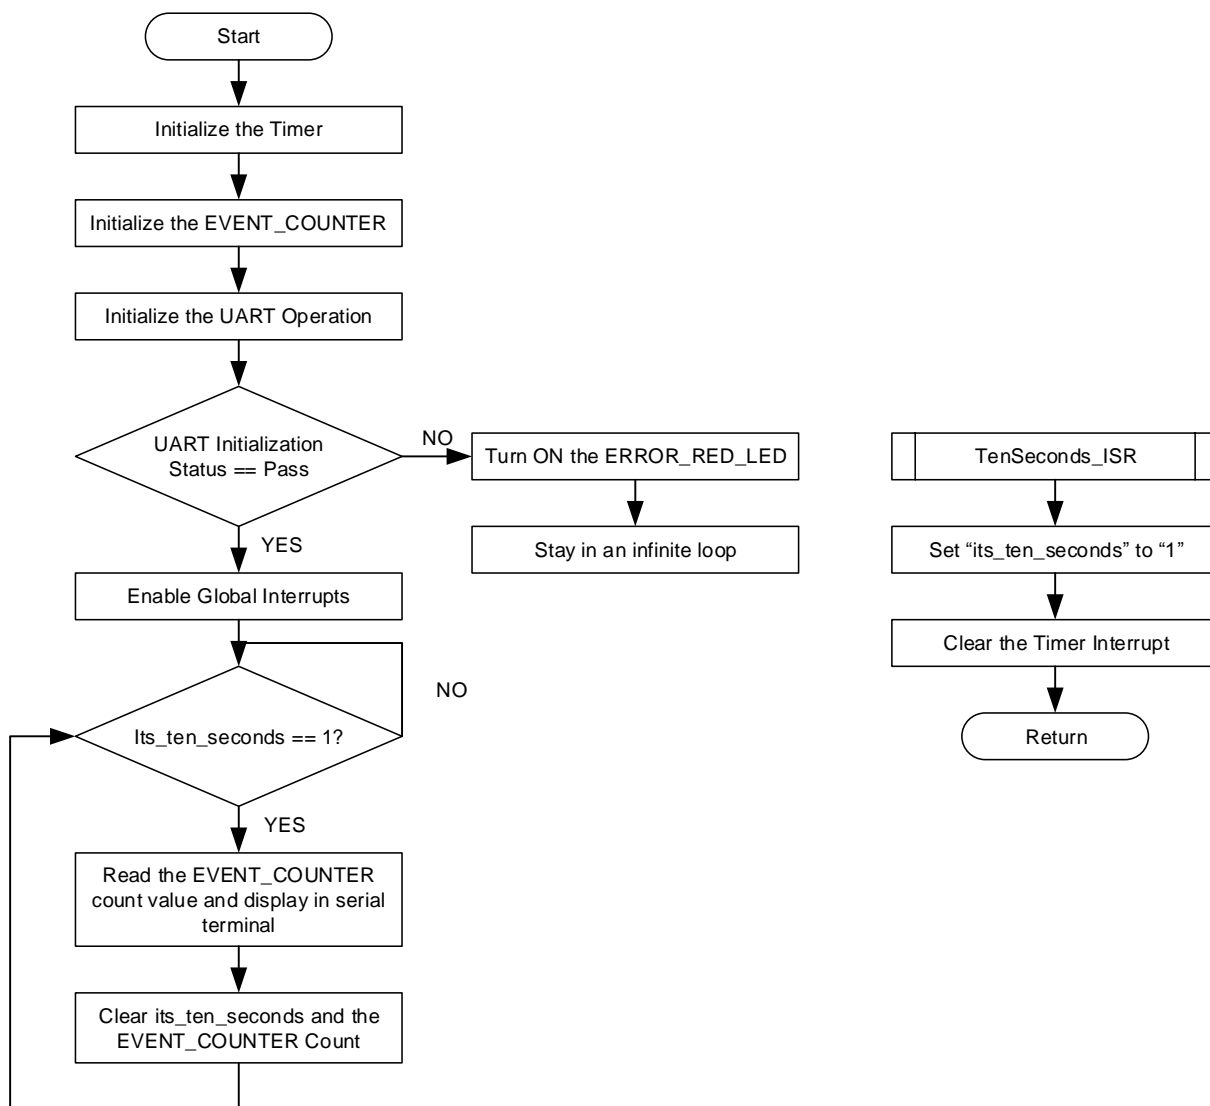 Start
Initialize the Timer
Initialize the EVENT_COUNTER
Initialize the UART Operation
UART Initialization
Status == Pass
NO
Turn ON the ERROR_RED_LED
Stay in an infinite loop
YES
Enable Global Interrupts
NO
Its_ten_seconds == 1?
YES
Read the EVENT_COUNTER
count value and display in serial
terminal
Clear its_ten_seconds and the
EVENT_COUNTER Count
TenSeconds_ISR
Set “its_ten_seconds” to “1”
Clear the Timer Interrupt
Return